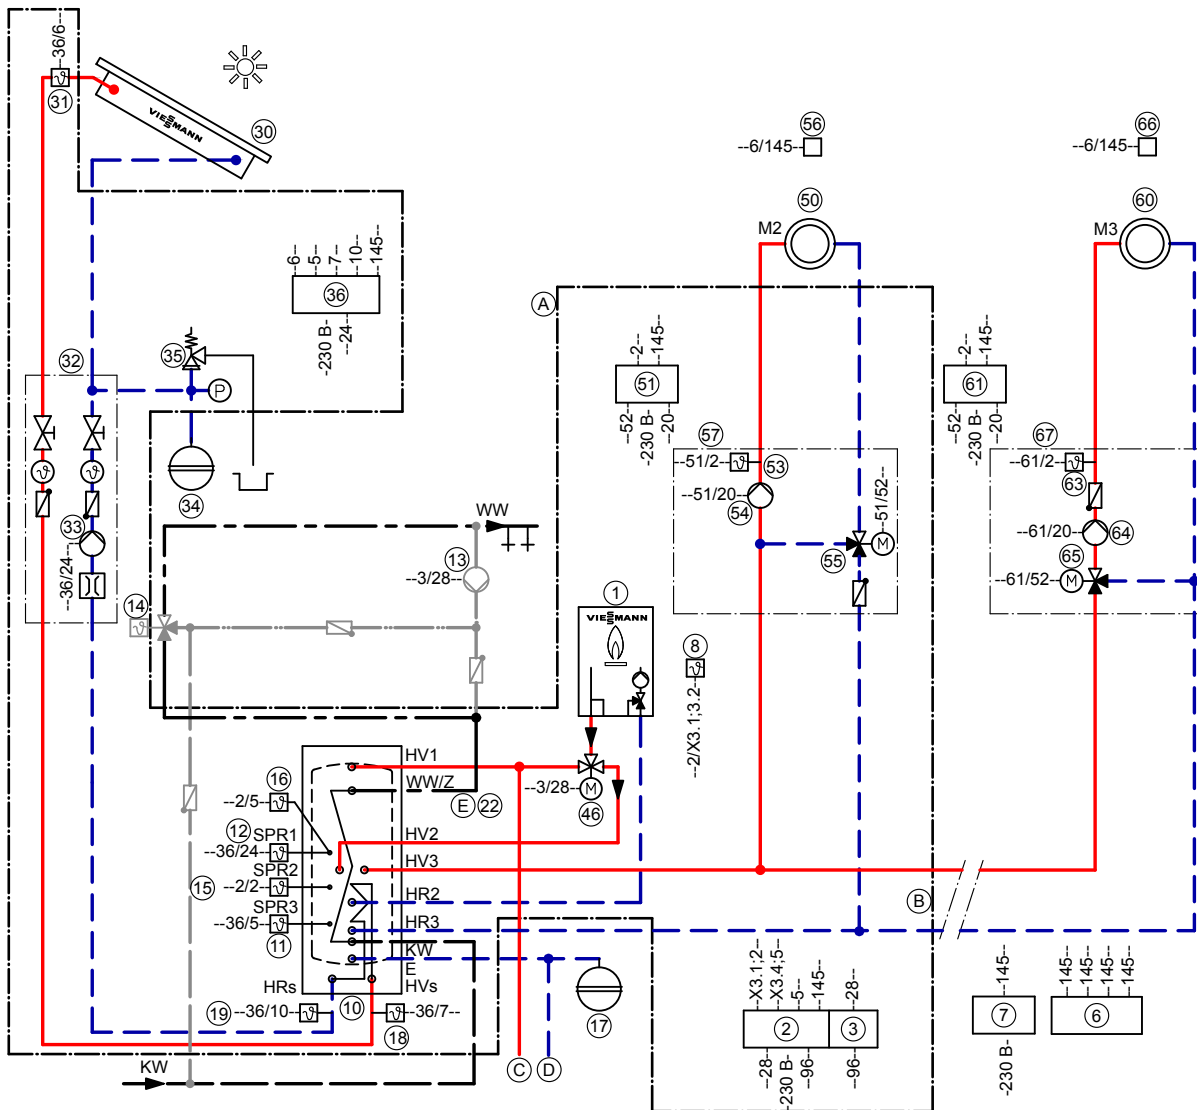 --36/6--
31
VIESSMANN
30
56
--6/145--
66
--6/145--
50
M2
60
M3
--6--
--5--
--7--
--10--
--145--
36
-230 B-
--24--
A
35
P
32
34
33
--36/24--
--2--
--145--
51
--52--
-230 B-
--20--
--2--
--145--
61
--52--
-230 B-
--20--
57
--51/2--
53
--51/20--
54
--51/52--
55
M
67
--61/2--
63
--61/20--
64
65
--61/52--
M
WW
13
--3/28--
14
1
VIESSMANN
8
--2/X3.1;3.2--
HV1
16
--2/5--
WW/Z
E
22
--3/28--
M
46
12
SPR1
--36/24--
HV2
HV3
SPR2
15
--2/2--
HR2
SPR3
--36/5--
11
HR3
KW
E
B
HRs
HVs
19
--36/10--
10
--36/7--
18
17
C
D
KW
--X3.1;2--
--X3.4;5--
--5--
--145--
--28--
2
3
--28--
-230 B-
--96--
--96--
--145--
7
-230 B-
--145--
--145--
--145--
--145--
6